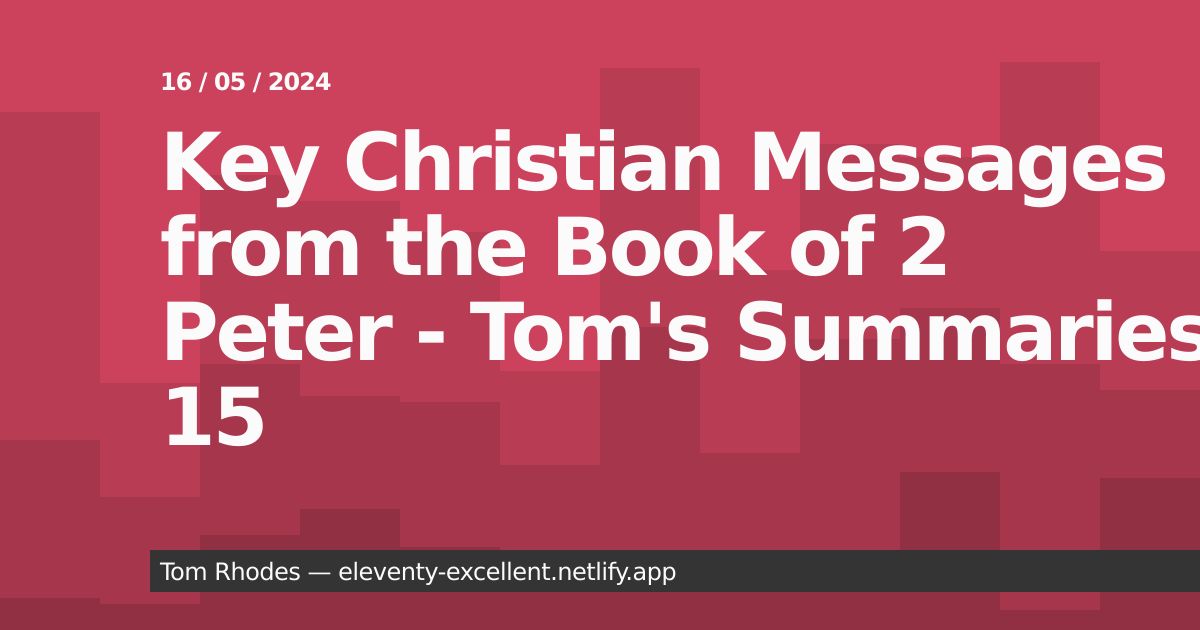 16 / 05 / 2024
Key Christian Messages
from the Book of 2
Peter - Tom's Summaries
15
Tom Rhodes — eleventy-excellent.netlify.app